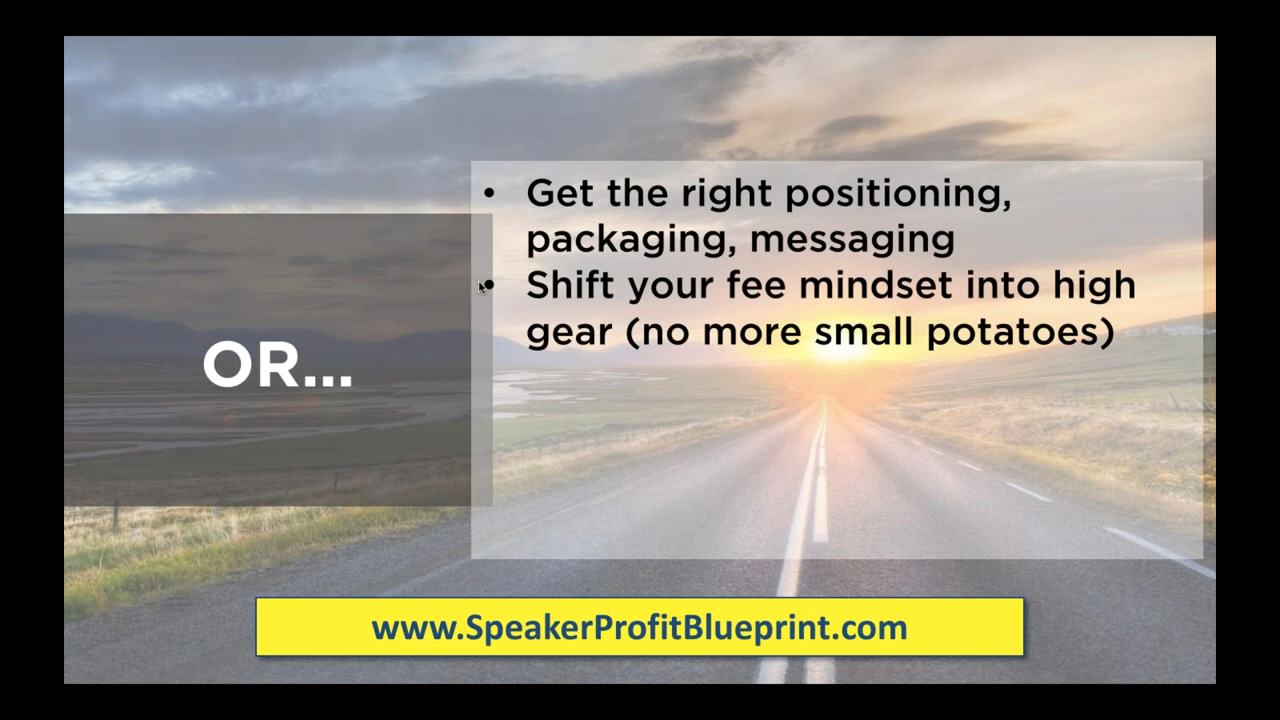 OR...
• Get the right positioning,
packaging, messaging
• Shift your fee mindset into high
gear (no more small potatoes)
www.SpeakerProfitBlueprint.com